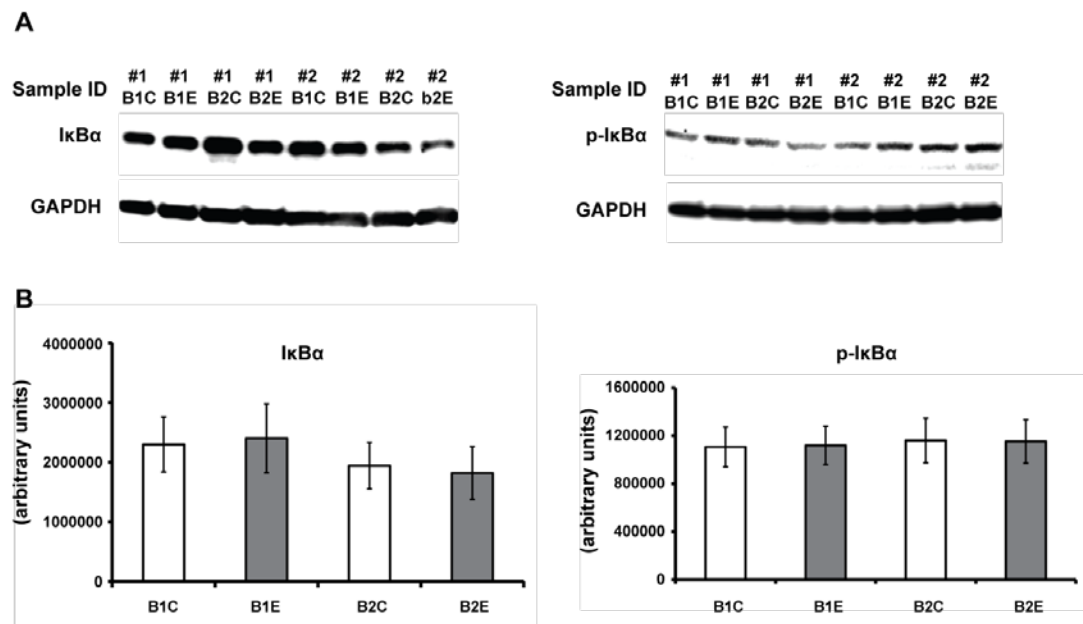 A
Sample ID #1 #1 #1 #1 #2 #2 #2 #2
B1C B1E B2C B2E B1C B1E B2C b2E
IκBα
GAPDH
Sample ID #1 #1 #1 #1 #2 #2 #2 #2
B1C B1E B2C B2E B1C B1E B2C B2E
p-IκBα
GAPDH
B
IκBα
(arbitrary units)
4000000
3000000
2000000
1000000
0
B1C B1E B2C B2E
p-IκBα
(arbitrary units)
1600000
1200000
800000
400000
0
B1C B1E B2C B2E